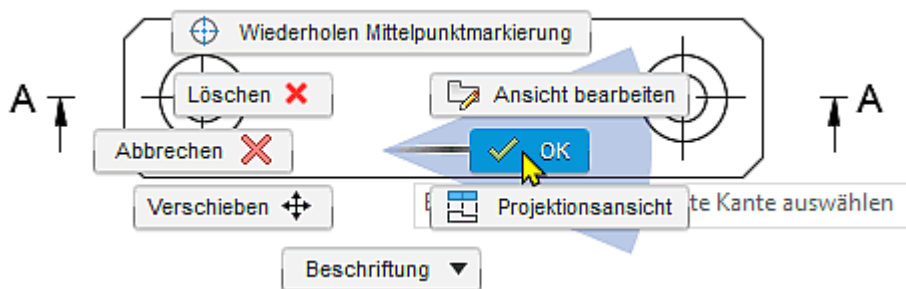 Wiederholen Mittelpunktmarkierung
A
Löschen
Ansicht bearbeiten
A
Abbrechen
OK
Verschieben
Projektionsansicht
te Kante auswählen
Beschriftung